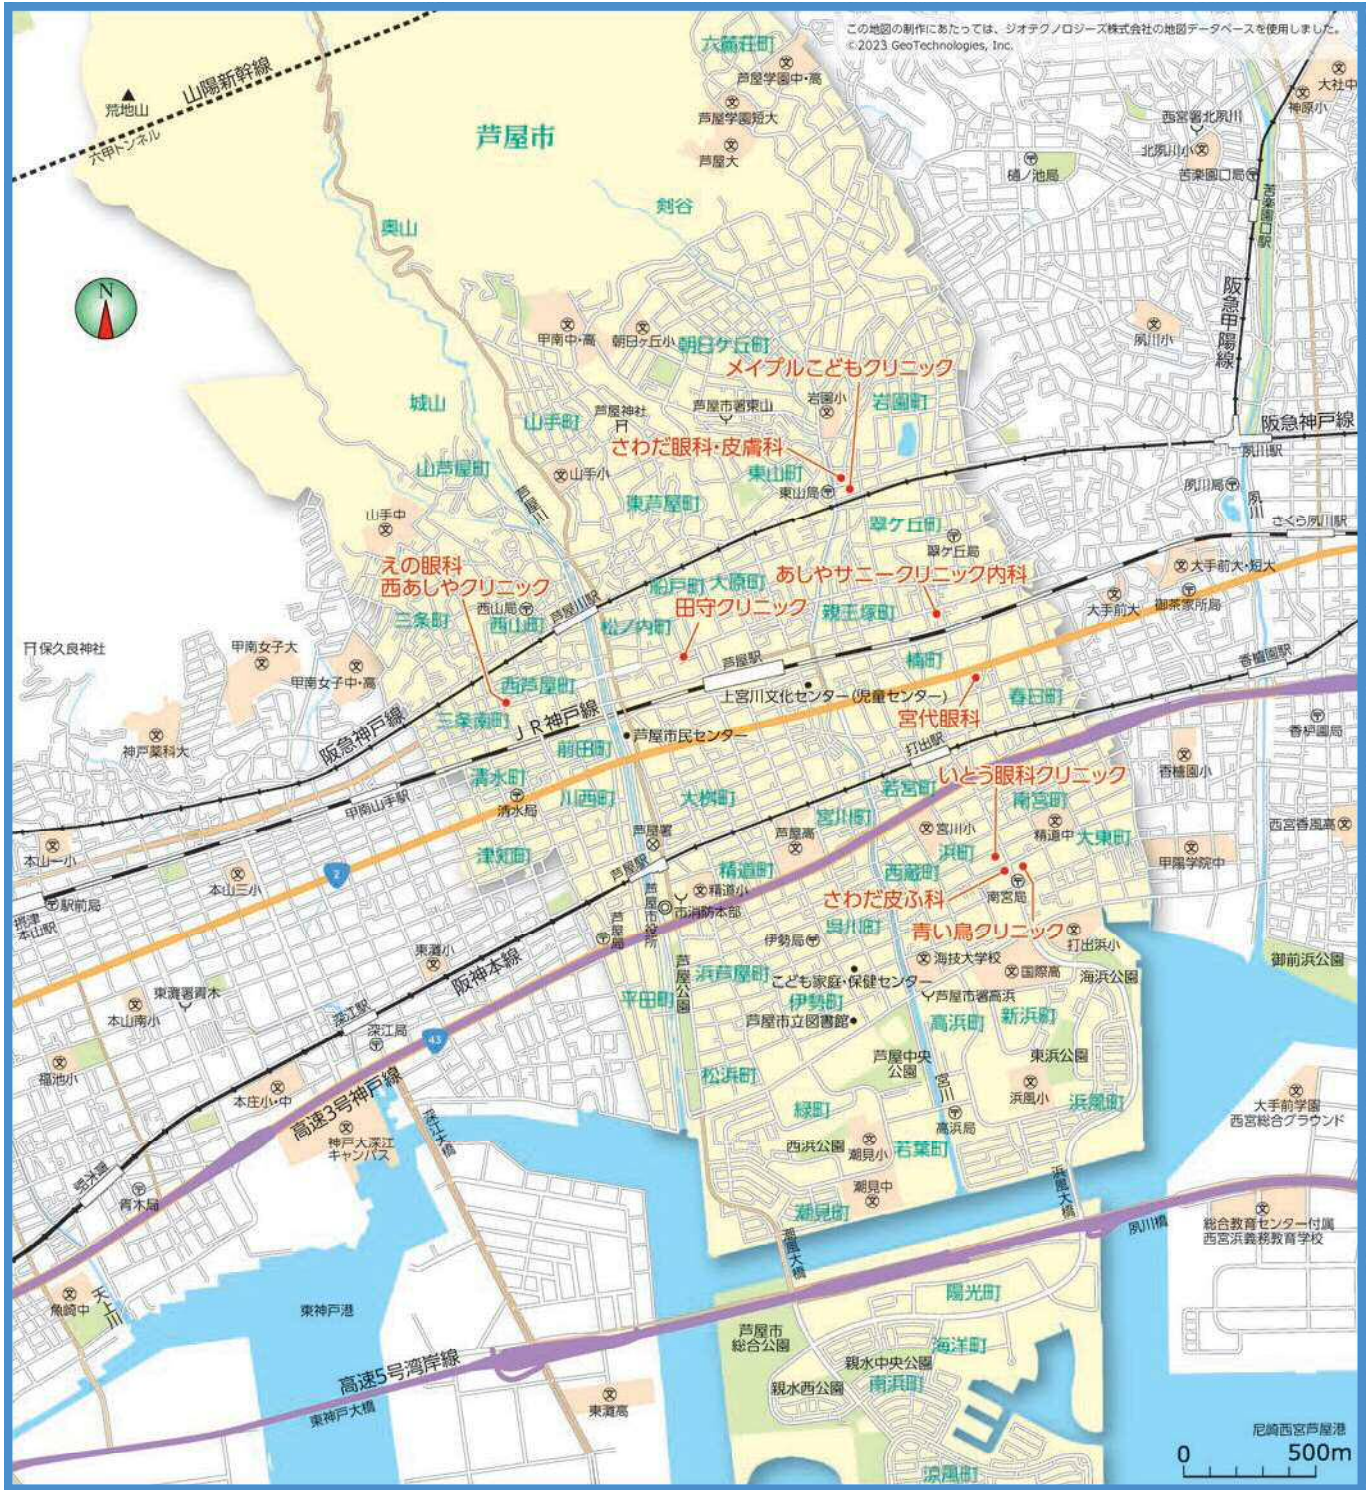 この地図の制作にあたっては、ジオテクノロジーズ株式会社の地図データベースを使用しました。
©2023 GeoTechnologies, Inc.
六麓荘町
芦屋学園中・高
大社中
神原小
山陽新幹線
荒地山
六甲トンネル
芦屋学園短大
芦屋市
芦屋大
西宮署北夙川
北夙川小
樋ノ池局
苦楽園口局
苦楽園口駅
剣谷
奥山
N
阪急甲陽線
甲南中・高
朝日ヶ丘小
朝日ケ丘町
夙川小
メイプルこどもクリニック
城山
山手町
芦屋神社
芦屋市署東山
岩園小
岩園町
阪急神戸線
さわだ眼科・皮膚科
夙川駅
山芦屋町
山手小
東山町
東山局
夙川局
芦屋川
東芦屋町
夙川
山手中
翠ケ丘町
さくら夙川駅
翠ケ丘局
えの眼科
西あしやクリニック
船戸町
大原町
あしやサニークリニック内科
大手前大・短大
西山局
芦屋川駅
田守クリニック
大手前大
御茶家所局
三条町
西山町
松ノ内町
親王塚町
保久良神社
甲南女子大
甲南女子中・高
芦屋駅
楠町
香櫨園駅
西芦屋町
上宮川文化センター(児童センター)
春日町
三条南町
JR神戸線
宮代眼科
神戸薬科大
阪急神戸線
前田町
芦屋市民センター
打出駅
香枦園局
清水町
いとう眼科クリニック
香櫨園小
甲南山手駅
清水局
川西町
大桝町
若宮町
南宮町
宮川町
芦屋署
芦屋高
宮川小
精道中
大東町
西宮香風高
本山一小
津知町
浜町
甲陽学院中
2
本山三小
芦屋駅
精道町
西蔵町
駅前局
精道小
さわだ皮ふ科
南宮局
摂津
本山駅
芦屋市役所
市消防本部
呉川町
青い鳥クリニック
芦屋局
伊勢局
打出浜小
東灘小
海技大学校
阪神本線
芦屋公園
浜芦屋町
国際高
海浜公園
御前浜公園
こども家庭・保健センター
東灘署青木
平田町
伊勢町
芦屋市署高浜
本山南小
深江駅
芦屋市立図書館
高浜町
新浜町
深江局
43
芦屋中央
公園
東浜公園
福池小
松浜町
宮川
本庄小・中
高速3号神戸線
緑町
浜風小
浜風町
大手前学園
西宮総合グラウンド
神戸大深江
キャンパス
深江大橋
西浜公園
潮見小
若葉町
高浜局
青木駅
青木局
潮見中
浜風大橋
潮見町
潮風大橋
夙川橋
総合教育センター付属
西宮浜義務教育学校
魚崎中
天上川
東神戸港
陽光町
芦屋市
総合公園
海洋町
高速5号湾岸線
親水中央公園
親水西公園
南浜町
東神戸大橋
東灘高
尼崎西宮芦屋港
涼風町
0 500m